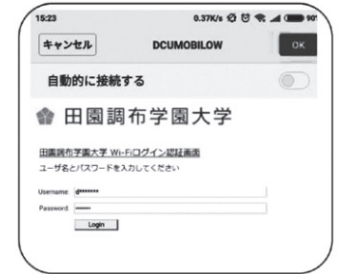 15:23 0.37K/s 90%
キャンセル DCUMOBILOW OK
自動的に接続する
田園調布学園大学
田園調布学園大学 Wi-Fiログイン認証画面
ユーザ名とパスワードを入力してください
Username d*******
Password ••••••
Login